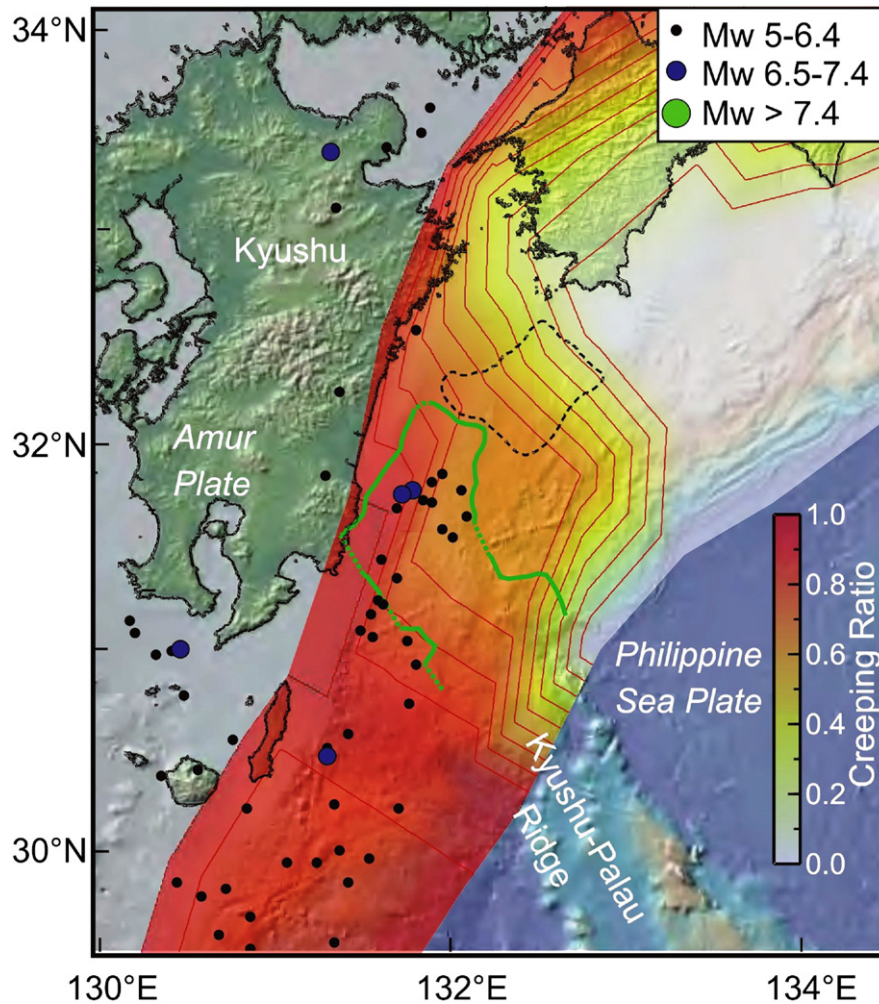 34°N
Mw 5-6.4
Mw 6.5-7.4
Mw > 7.4
Kyushu
32°N
Amur
Plate
1.0
0.8
0.6
0.4
0.2
0.0
Creeping Ratio
Philippine
Sea Plate
Kyushu-Palau
Ridge
30°N
130°E
132°E
134°E